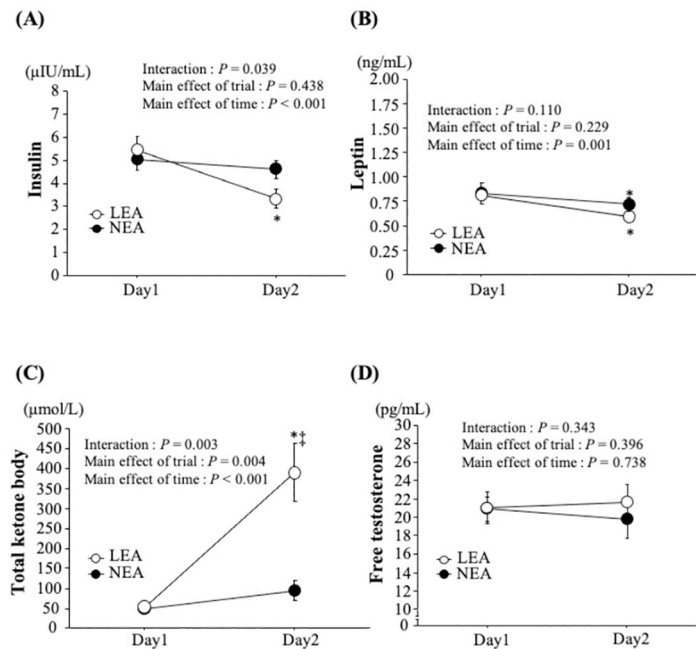 (A)
(µIU/mL)
Interaction : P = 0.039
Main effect of trial : P = 0.438
Main effect of time : P < 0.001
Insulin
8
7
6
5
4
3
2
1
0
LEA
NEA
*
Day1 Day2
(B)
(ng/mL)
Interaction : P = 0.110
Main effect of trial : P = 0.229
Main effect of time : P = 0.001
Leptin
2.00
1.75
1.50
1.25
1.00
0.75
0.50
0.25
0
LEA
NEA
*
*
Day1 Day2
(C)
(µmol/L)
Interaction : P = 0.003
Main effect of trial : P = 0.004
Main effect of time : P < 0.001
Total ketone body
500
450
400
350
300
250
200
150
100
50
0
*‡
LEA
NEA
Day1 Day2
(D)
(pg/mL)
Interaction : P = 0.343
Main effect of trial : P = 0.396
Main effect of time : P = 0.738
Free testosterone
30
28
26
24
22
20
18
16
14
12
10
0
LEA
NEA
Day1 Day2